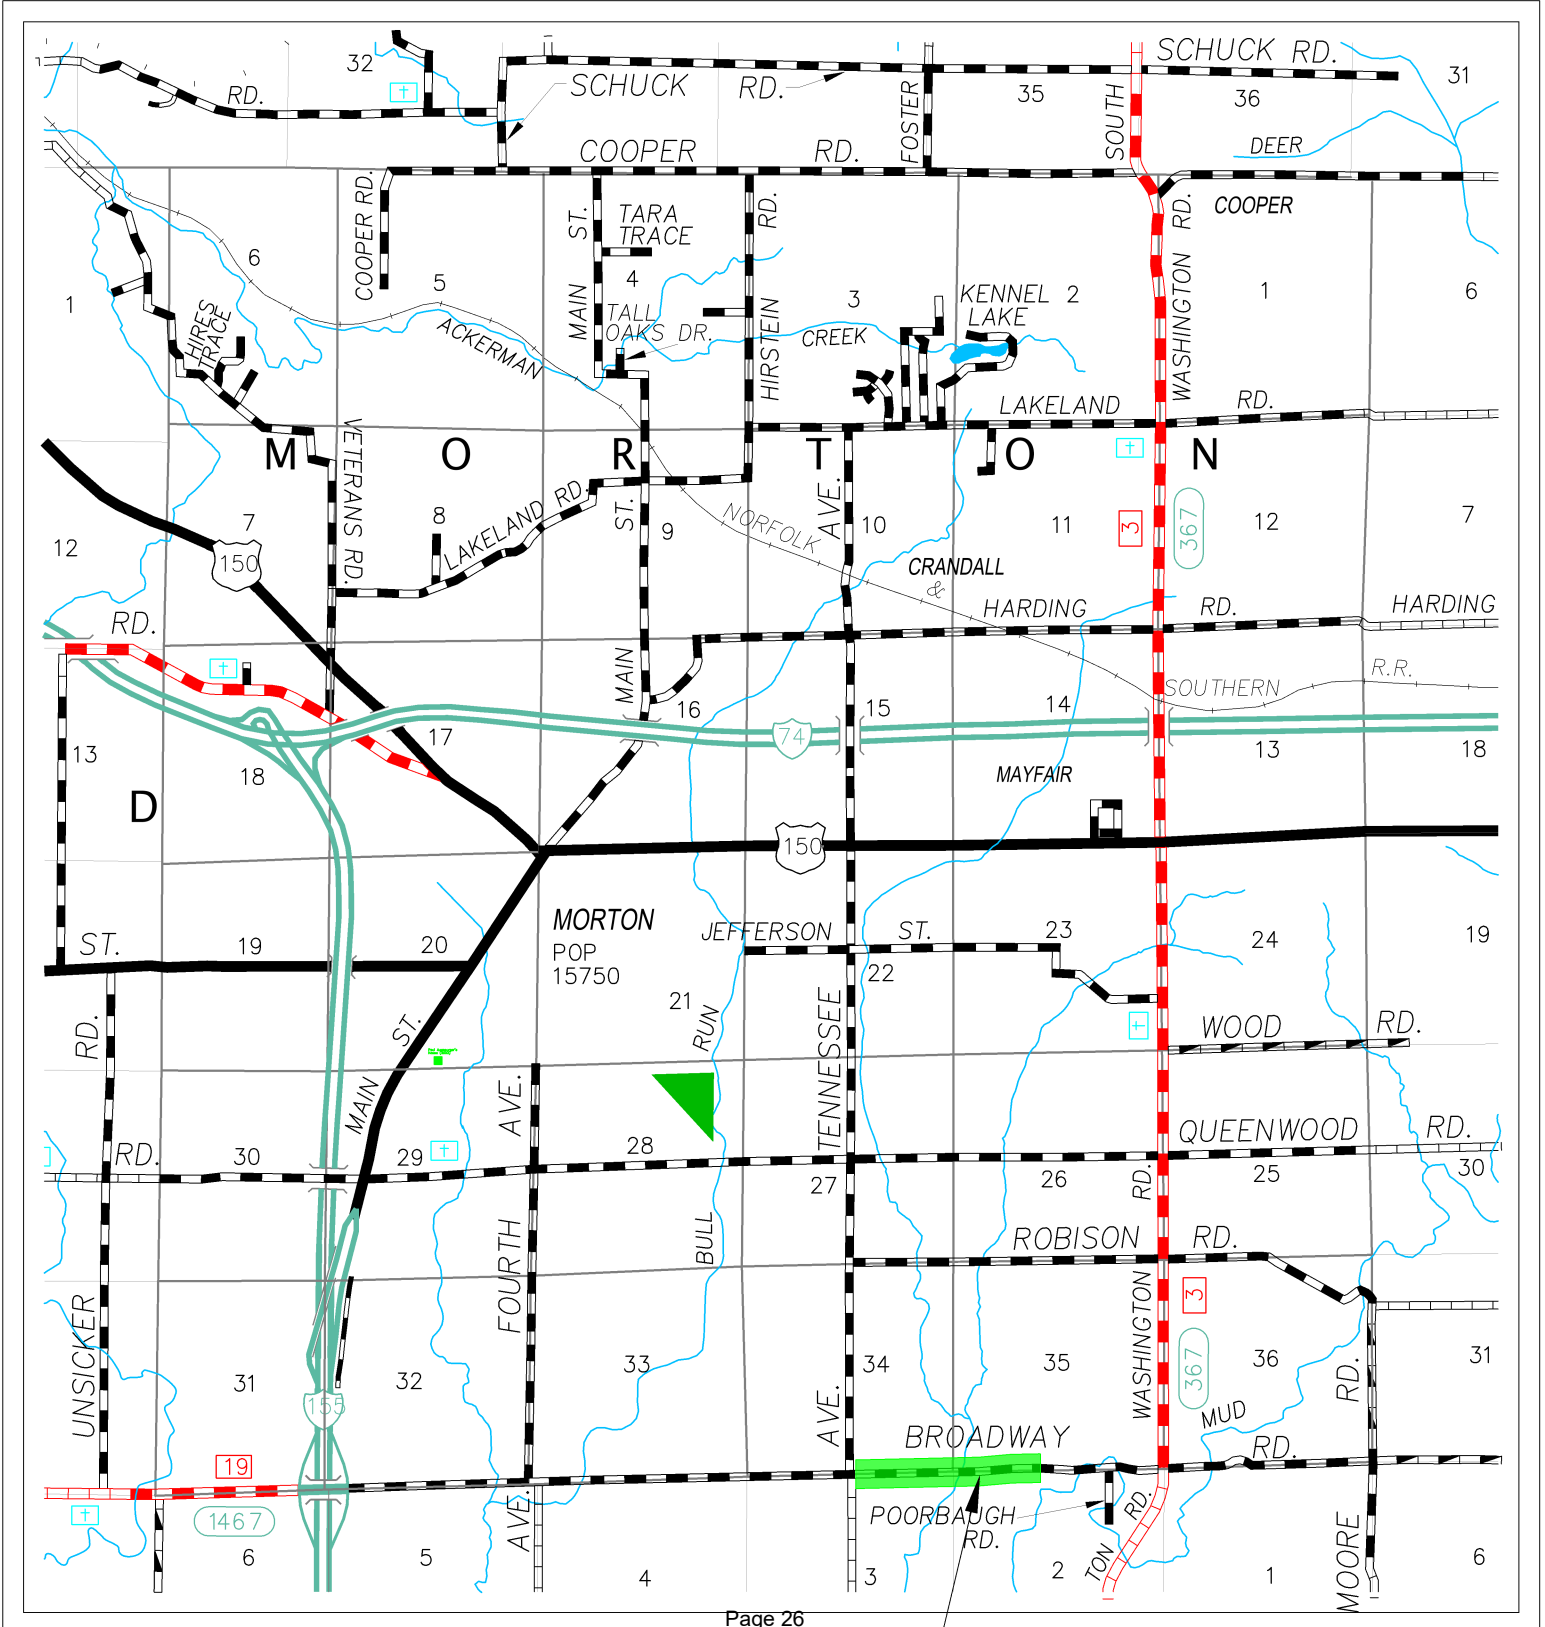 SCHUCK RD.
32
31
RD.
SCHUCK
RD.
FOSTER
35
SOUTH
36
DEER
COOPER
RD.
COOPER RD.
ST.
TARA
TRACE
RD.
RD.
COOPER
6
5
4
3
KENNEL
LAKE
2
1
6
1
HIRES
TRACE
ACKERMAN
MAIN
TALL
OAKS DR.
HIRSTEIN
CREEK
WASHINGTON
LAKELAND
RD.
M O R T O N
VETERANS RD.
7
8
LAKELAND RD.
ST.
9
NORFOLK
AVE.
10
11
3
367
12
7
12
150
CRANDALL
&
HARDING
RD.
HARDING
RD.
MAIN
SOUTHERN
R.R.
16
15
14
13
17
74
13
18
18
MAYFAIR
D
150
MORTON
POP
15750
JEFFERSON
ST.
23
24
19
ST.
19
20
22
21
RUN
TENNESSEE
RD.
ST.
WOOD
RD.
MAIN
AVE.
QUEENWOOD
RD.
RD.
30
29
28
27
26
RD.
25
30
FOURTH
BULL
ROBISON
RD.
UNSICKER
WASHINGTON
3
31
32
33
34
35
367
36
31
RD.
155
AVE.
BROADWAY
MUD
RD.
19
1467
AVE.
POORBAUGH
RD.
RD.
TON
MOORE
6
5
4
3
2
1
6
Page 26